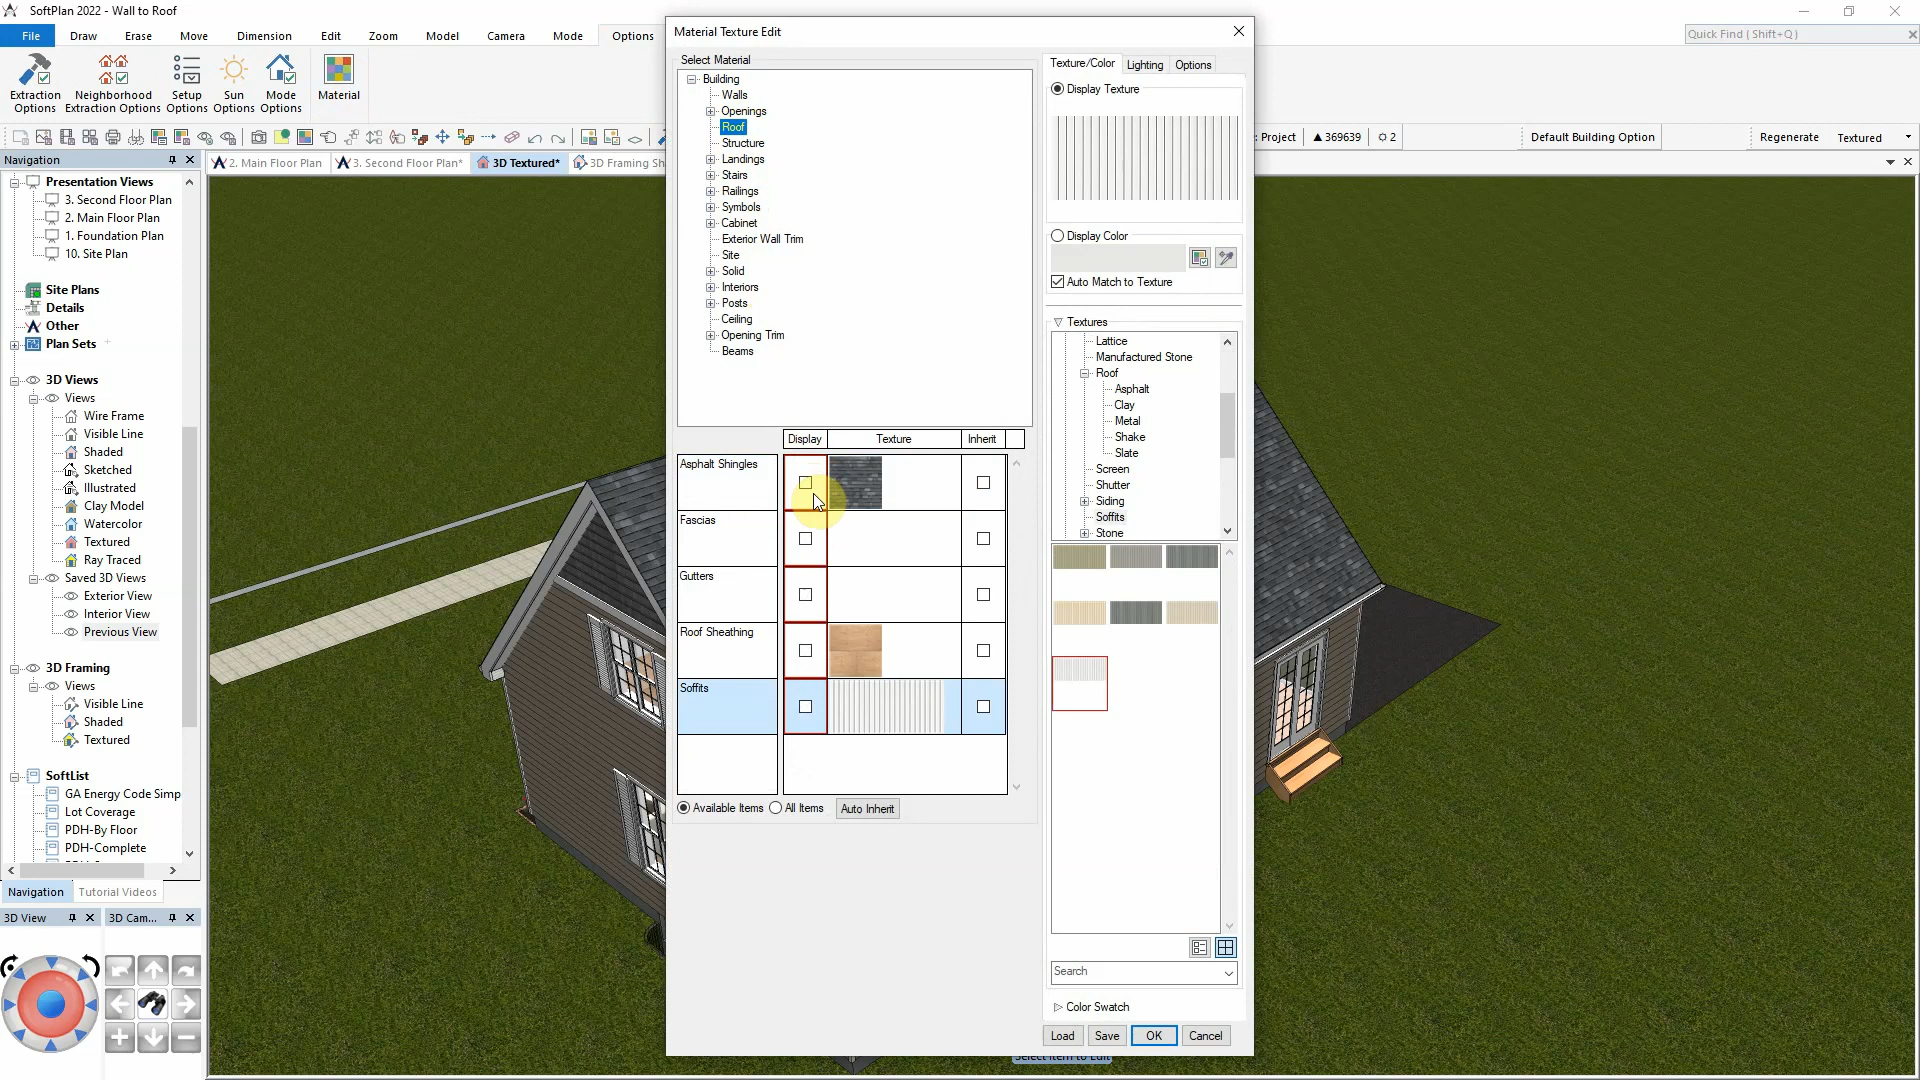 SoftPlan 2022 - Wall to Roof
File
Draw
Erase
Move
Dimension
Edit
Zoom
Model
Camera
Mode
Options
Quick Find ( Shift+Q )
Extraction
Options
Neighborhood
Extraction Options
Setup
Options
Sun
Options
Mode
Options
Material
: Project
369639
2
Default Building Option
Regenerate
Textured
Navigation
2. Main Floor Plan
3. Second Floor Plan*
3D Textured*
3D Framing Sh
Presentation Views
3. Second Floor Plan
2. Main Floor Plan
1. Foundation Plan
10. Site Plan
Site Plans
Details
Other
Plan Sets
3D Views
Views
Wire Frame
Visible Line
Shaded
Sketched
Illustrated
Clay Model
Watercolor
Textured
Ray Traced
Saved 3D Views
Exterior View
Interior View
Previous View
3D Framing
Views
Visible Line
Shaded
Textured
SoftList
GA Energy Code Simp
Lot Coverage
PDH-By Floor
PDH-Complete
Navigation
Tutorial Videos
3D View
3D Cam...
Material Texture Edit
Select Material
Building
Walls
Openings
Roof
Structure
Landings
Stairs
Railings
Symbols
Cabinet
Exterior Wall Trim
Site
Solid
Interiors
Posts
Ceiling
Opening Trim
Beams
Display
Texture
Inherit
Asphalt Shingles
Fascias
Gutters
Roof Sheathing
Soffits
Available Items
All Items
Auto Inherit
Texture/Color
Lighting
Options
Display Texture
Display Color
Auto Match to Texture
Textures
Lattice
Manufactured Stone
Roof
Asphalt
Clay
Metal
Shake
Slate
Screen
Shutter
Siding
Soffits
Stone
Search
Color Swatch
Load
Save
OK
Cancel
Select Item to Edit